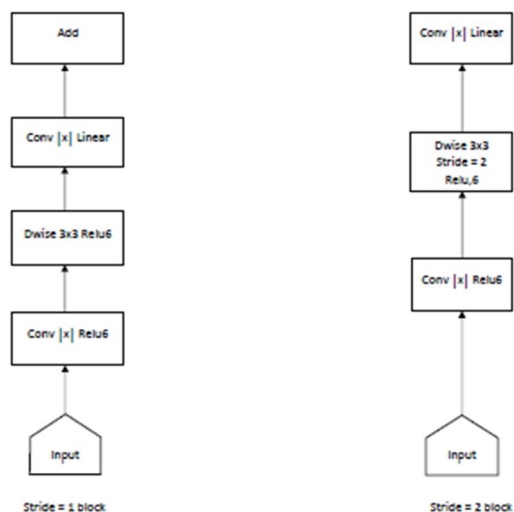 Add
Conv |x| Linear
Dwise 3x3 Relu6
Conv |x| Relu6
Input
Stride = 1 block
Conv |x| Linear
Dwise 3x3
Stride = 2
Relu,6
Conv |x| Relu6
Input
Stride = 2 block